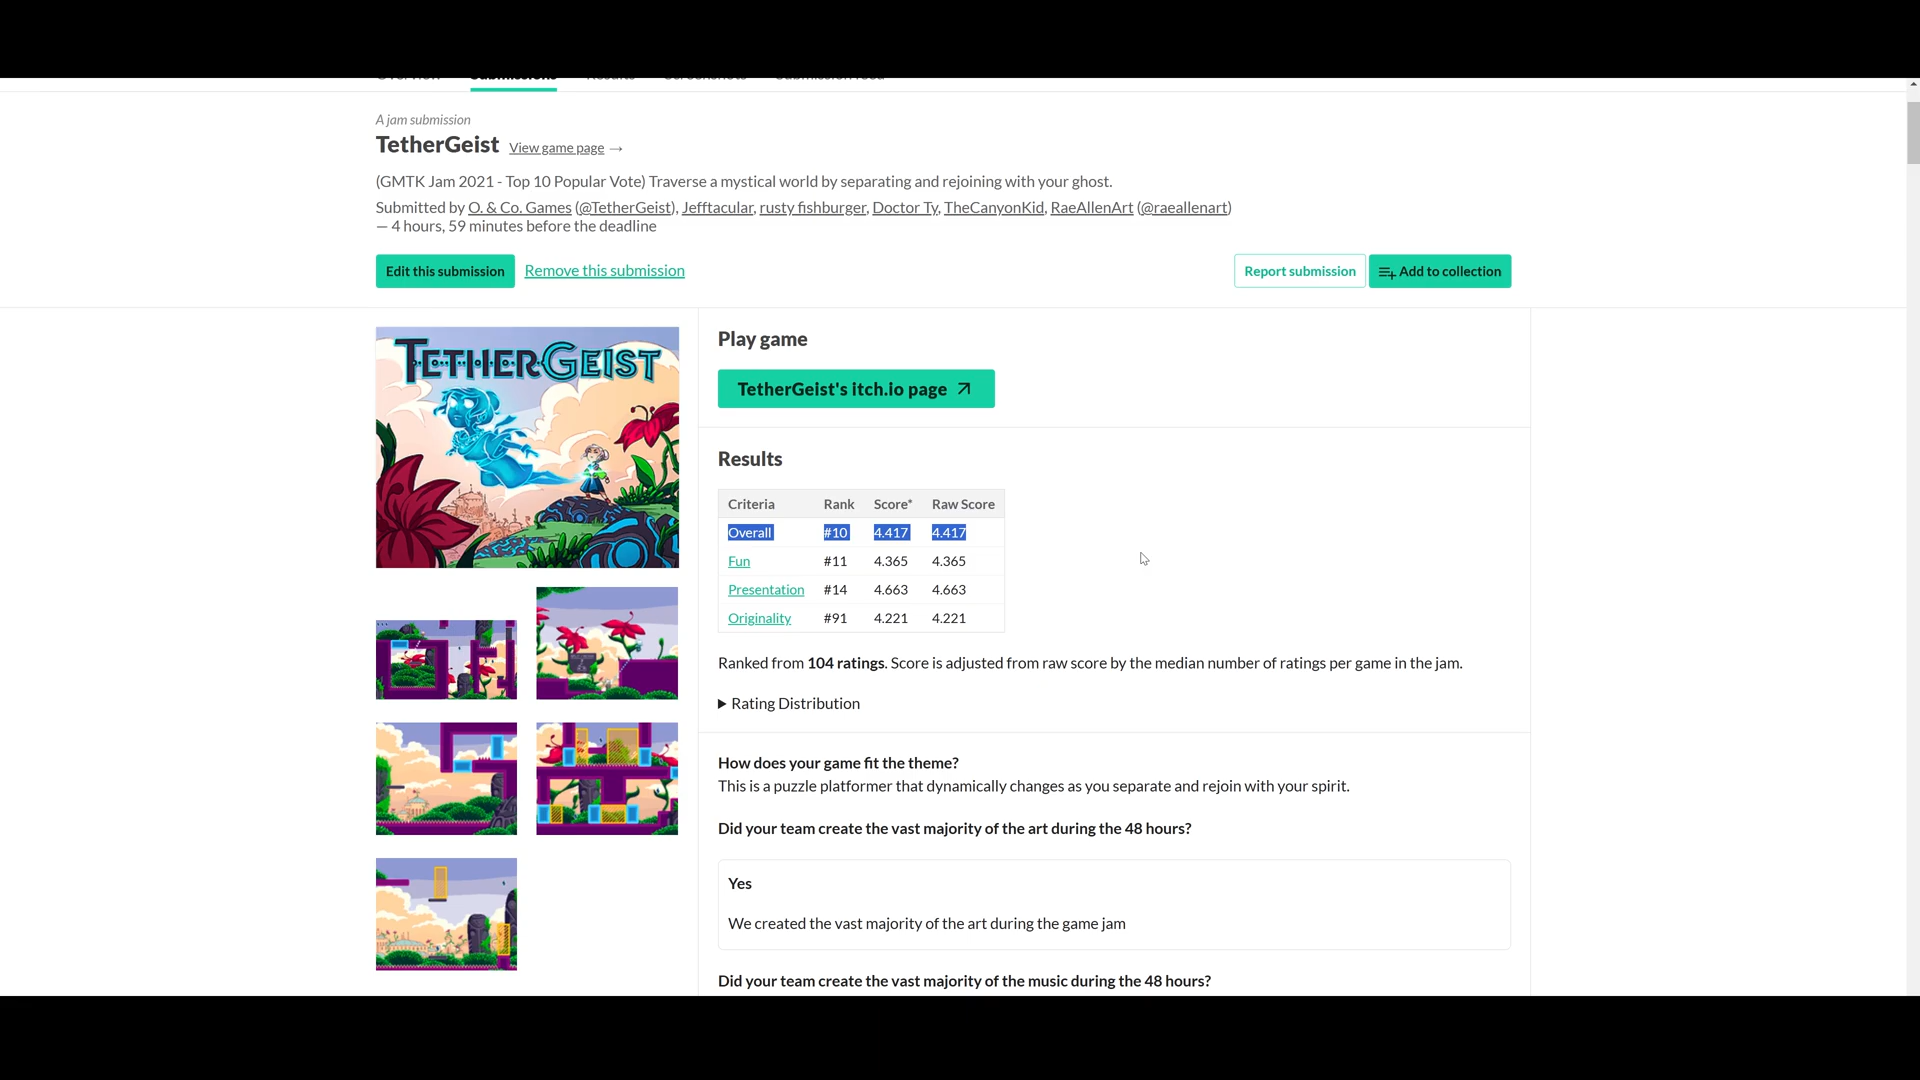 Overview Submissions Results Screenshots Submission feed
A jam submission
TetherGeist View game page →
(GMTK Jam 2021 - Top 10 Popular Vote) Traverse a mystical world by separating and rejoining with your ghost.
Submitted by O. & Co. Games (@TetherGeist), Jefftacular, rusty fishburger, Doctor Ty, TheCanyonKid, RaeAllenArt (@raeallenart)
— 4 hours, 59 minutes before the deadline
Edit this submission Remove this submission Report submission Add to collection
TETHERGEIST
Play game
TetherGeist's itch.io page
Results
Criteria Rank Score* Raw Score
Overall #10 4.417 4.417
Fun #11 4.365 4.365
Presentation #14 4.663 4.663
Originality #91 4.221 4.221
Ranked from 104 ratings. Score is adjusted from raw score by the median number of ratings per game in the jam.
Rating Distribution
How does your game fit the theme?
This is a puzzle platformer that dynamically changes as you separate and rejoin with your spirit.
Did your team create the vast majority of the art during the 48 hours?
Yes
We created the vast majority of the art during the game jam
Did your team create the vast majority of the music during the 48 hours?